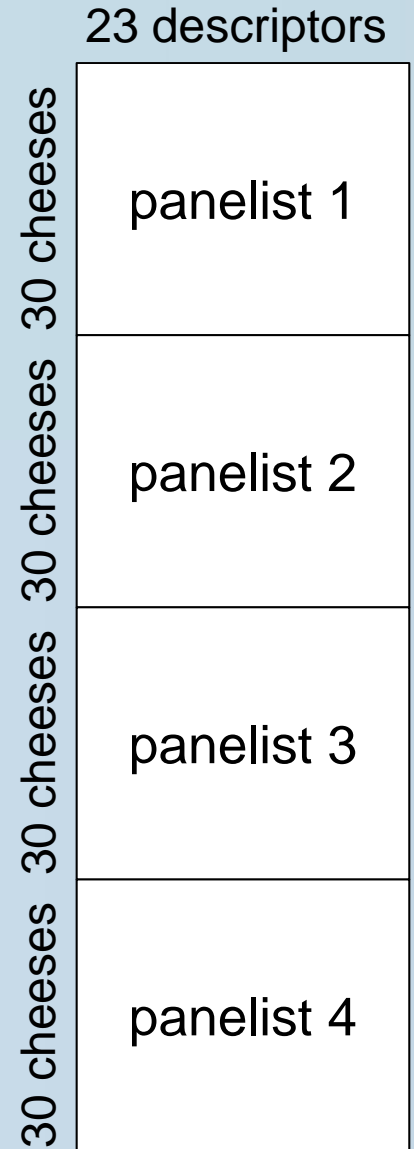 23 descriptors
30 cheeses
panelist 1
30 cheeses
panelist 2
30 cheeses
panelist 3
30 cheeses
panelist 4